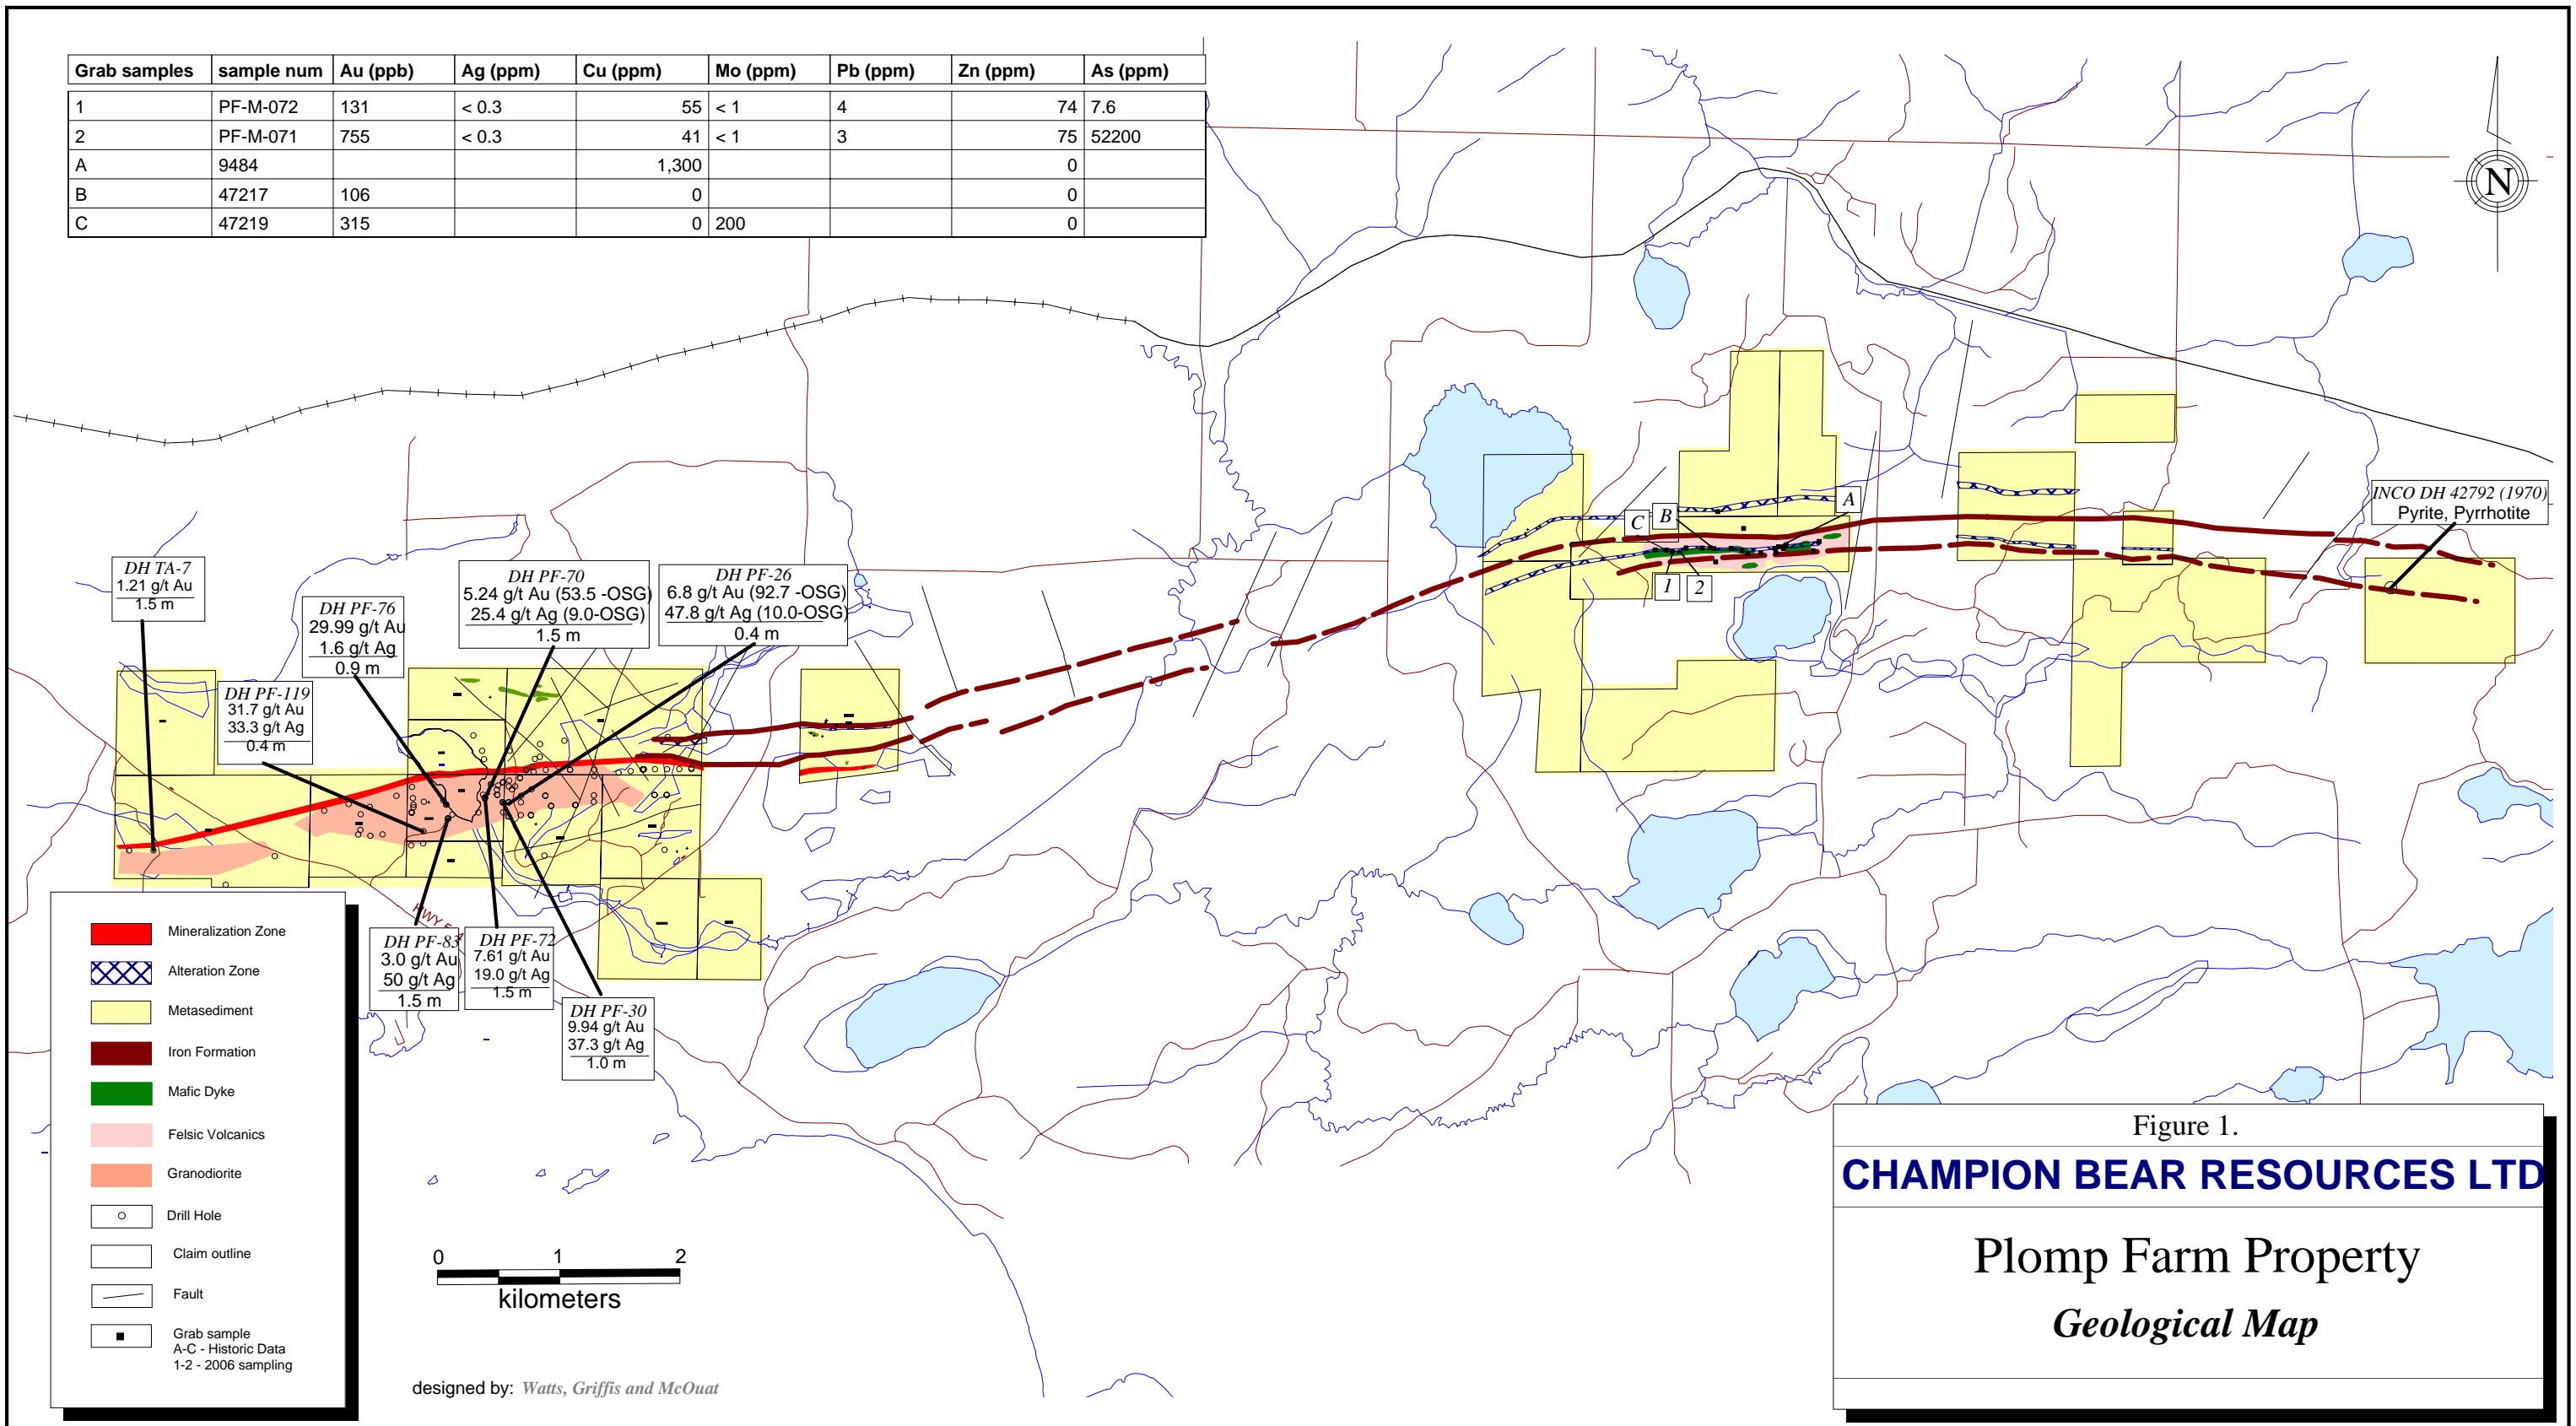 Grab samples sample num Au (ppb) Ag (ppm) Cu (ppm) Mo (ppm) Pb (ppm) Zn (ppm) As (ppm)
1 PF-M-072 131 < 0.3 55 < 1 4 74 7.6
2 PF-M-071 755 < 0.3 41 < 1 3 75 52200
A 9484 1,300 0
B 47217 106 0 0
C 47219 315 0 200 0
N
A
B
C
1 2
INCO DH 42792 (1970)
Pyrite, Pyrrhotite
DH TA-7
1.21 g/t Au
1.5 m
DH PF-76
29.99 g/t Au
1.6 g/t Ag
0.9 m
DH PF-70
5.24 g/t Au (53.5 -OSG)
25.4 g/t Ag (9.0-OSG)
1.5 m
DH PF-26
6.8 g/t Au (92.7 -OSG)
47.8 g/t Ag (10.0-OSG)
0.4 m
DH PF-119
31.7 g/t Au
33.3 g/t Ag
0.4 m
HWY
DH PF-83
3.0 g/t Au
50 g/t Ag
1.5 m
DH PF-72
7.61 g/t Au
19.0 g/t Ag
1.5 m
DH PF-30
9.94 g/t Au
37.3 g/t Ag
1.0 m
Mineralization Zone
Alteration Zone
Metasediment
Iron Formation
Mafic Dyke
Felsic Volcanics
Granodiorite
Drill Hole
Claim outline
Fault
Grab sample
A-C - Historic Data
1-2 - 2006 sampling
0 1 2
kilometers
designed by: Watts, Griffis and McOuat
Figure 1.
CHAMPION BEAR RESOURCES LTD
Plomp Farm Property
Geological Map